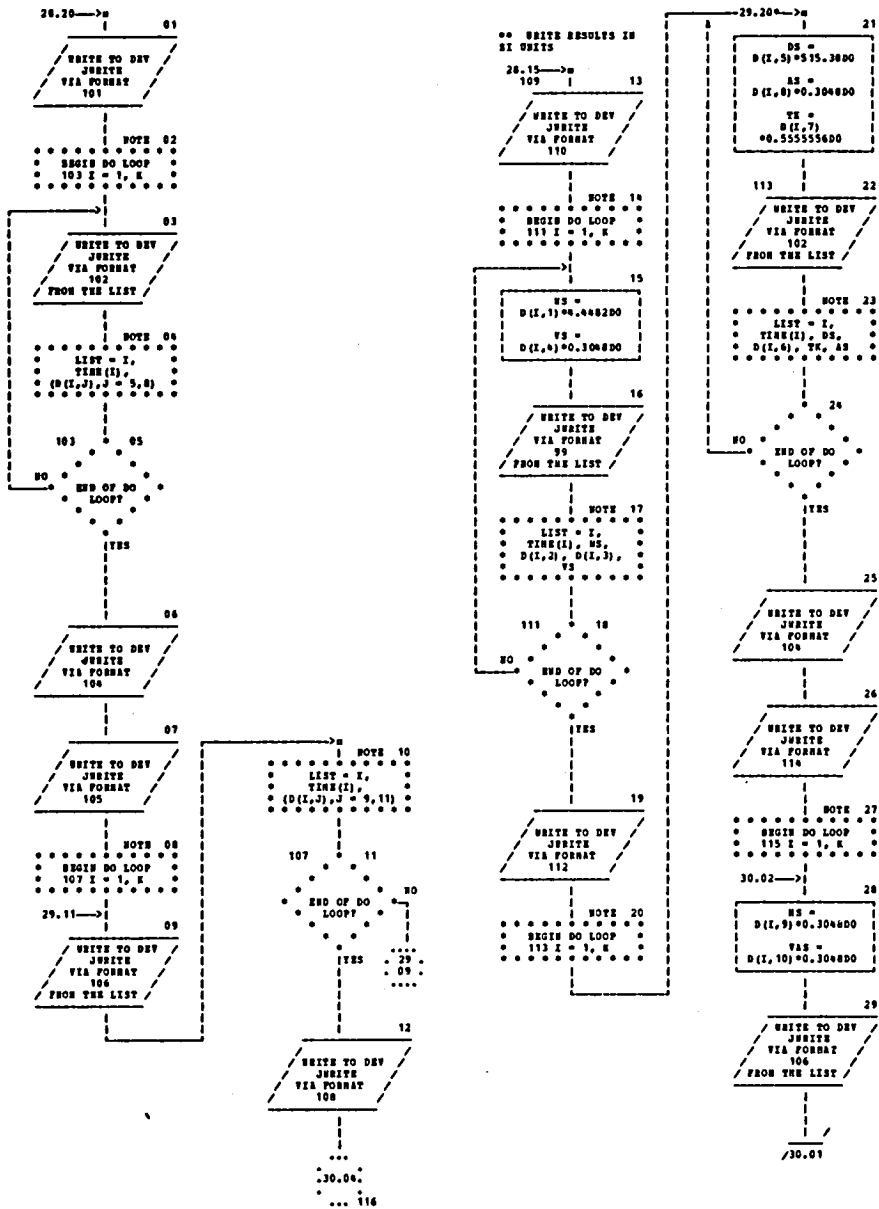 28.20-->
01
WRITE TO DEV
JWRITE
VIA FORMAT
101
NOTE 02
BEGIN DO LOOP
103 I = 1, K
03
WRITE TO DEV
JWRITE
VIA FORMAT
102
FROM THE LIST
NOTE 04
LIST = I,
TIME(I),
(D(I,J),J = 5,8)
103 05
NO
END OF DO
LOOP?
YES
06
WRITE TO DEV
JWRITE
VIA FORMAT
104
07
WRITE TO DEV
JWRITE
VIA FORMAT
105
NOTE 08
BEGIN DO LOOP
107 I = 1, K
29.11-->
09
WRITE TO DEV
JWRITE
VIA FORMAT
106
FROM THE LIST
NOTE 10
LIST = I,
TIME(I),
(D(I,J),J = 9,11)
107 11
END OF DO
LOOP?
NO
29
09
YES
12
WRITE TO DEV
JWRITE
VIA FORMAT
108
30.04
116
** WRITE RESULTS IN
SI UNITS
28.15-->
109
13
WRITE TO DEV
JWRITE
VIA FORMAT
110
NOTE 14
BEGIN DO LOOP
111 I = 1, K
15
D(I,1)*4.4482D0
VS =
D(I,4)*0.3048D0
16
WRITE TO DEV
JWRITE
VIA FORMAT
99
FROM THE LIST
NOTE 17
LIST = I,
TIME(I),
D(I,2), D(I,3),
VS
111 18
NO
END OF DO
LOOP?
YES
19
WRITE TO DEV
JWRITE
VIA FORMAT
112
NOTE 20
BEGIN DO LOOP
113 I = 1, K
29.20*-->
21
DS =
D(I,5)*515.38D0
AS =
D(I,8)*0.3048D0
TK =
D(I,7)
*0.5555556D0
113 22
WRITE TO DEV
JWRITE
VIA FORMAT
102
FROM THE LIST
NOTE 23
LIST = I,
TIME(I), DS,
D(I,6), TK, AS
24
NO
END OF DO
LOOP?
YES
25
WRITE TO DEV
JWRITE
VIA FORMAT
104
26
WRITE TO DEV
JWRITE
VIA FORMAT
114
NOTE 27
BEGIN DO LOOP
115 I = 1, K
30.02-->
28
HS =
D(I,9)*0.3048D0
VAS =
D(I,10)*0.3048D0
29
WRITE TO DEV
JWRITE
VIA FORMAT
106
FROM THE LIST
30.01